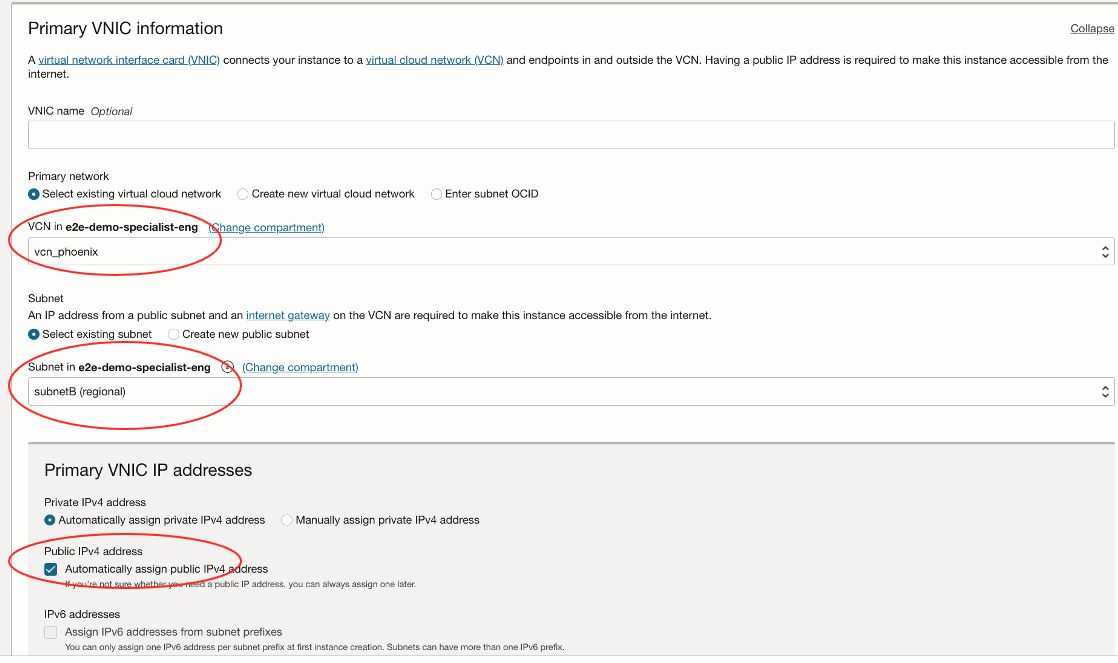 Primary VNIC information
Collapse
A virtual network interface card (VNIC) connects your instance to a virtual cloud network (VCN) and endpoints in and outside the VCN. Having a public IP address is required to make this instance accessible from the
internet.
VNIC name Optional
Primary network
Select existing virtual cloud network Create new virtual cloud network Enter subnet OCID
VCN in e2e-demo-specialist-eng (Change compartment)
vcn_phoenix
Subnet
An IP address from a public subnet and an internet gateway on the VCN are required to make this instance accessible from the internet.
Select existing subnet Create new public subnet
Subnet in e2e-demo-specialist-eng (Change compartment)
subnetB (regional)
Primary VNIC IP addresses
Private IPv4 address
Automatically assign private IPv4 address Manually assign private IPv4 address
Public IPv4 address
Automatically assign public IPv4 address
If you're not sure whether you need a public IP address, you can always assign one later.
IPv6 addresses
Assign IPv6 addresses from subnet prefixes
You can only assign one IPv6 address per subnet prefix at first instance creation. Subnets can have more than one IPv6 prefix.